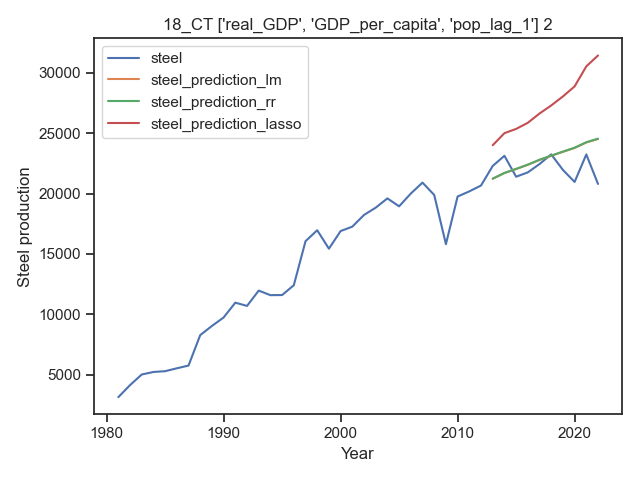 18_CT ['real_GDP', 'GDP_per_capita', 'pop_lag_1'] 2
steel
steel_prediction_lm
steel_prediction_rr
steel_prediction_lasso
30000
25000
20000
15000
10000
5000
Steel production
1980
1990
2000
2010
2020
Year